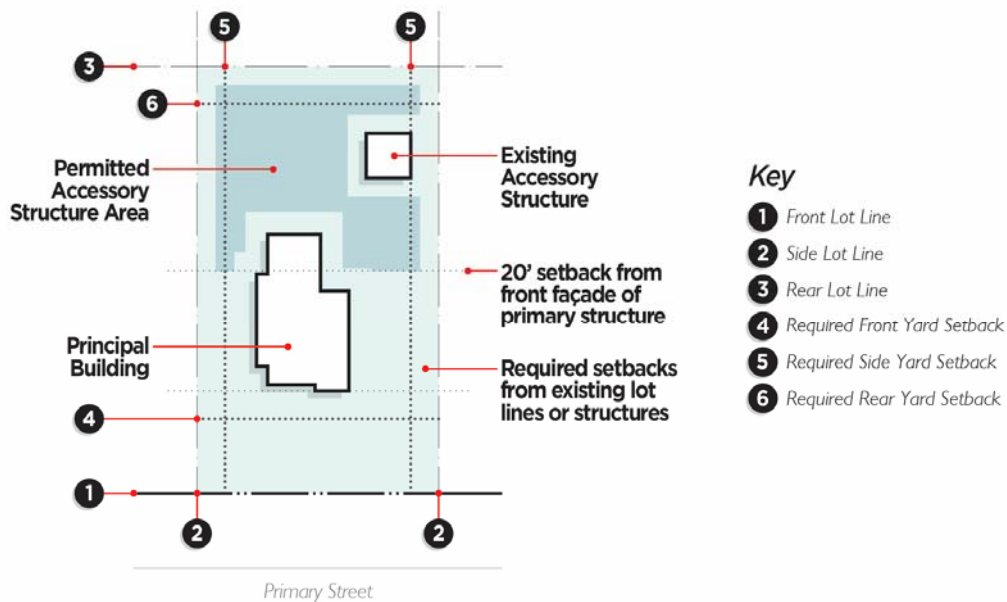 5
5
3
6
Permitted
Accessory
Structure Area
Existing
Accessory
Structure
20’ setback from
front façade of
primary structure
Principal
Building
Required setbacks
from existing lot
lines or structures
4
1
2
2
Primary Street
Key
1 Front Lot Line
2 Side Lot Line
3 Rear Lot Line
4 Required Front Yard Setback
5 Required Side Yard Setback
6 Required Rear Yard Setback